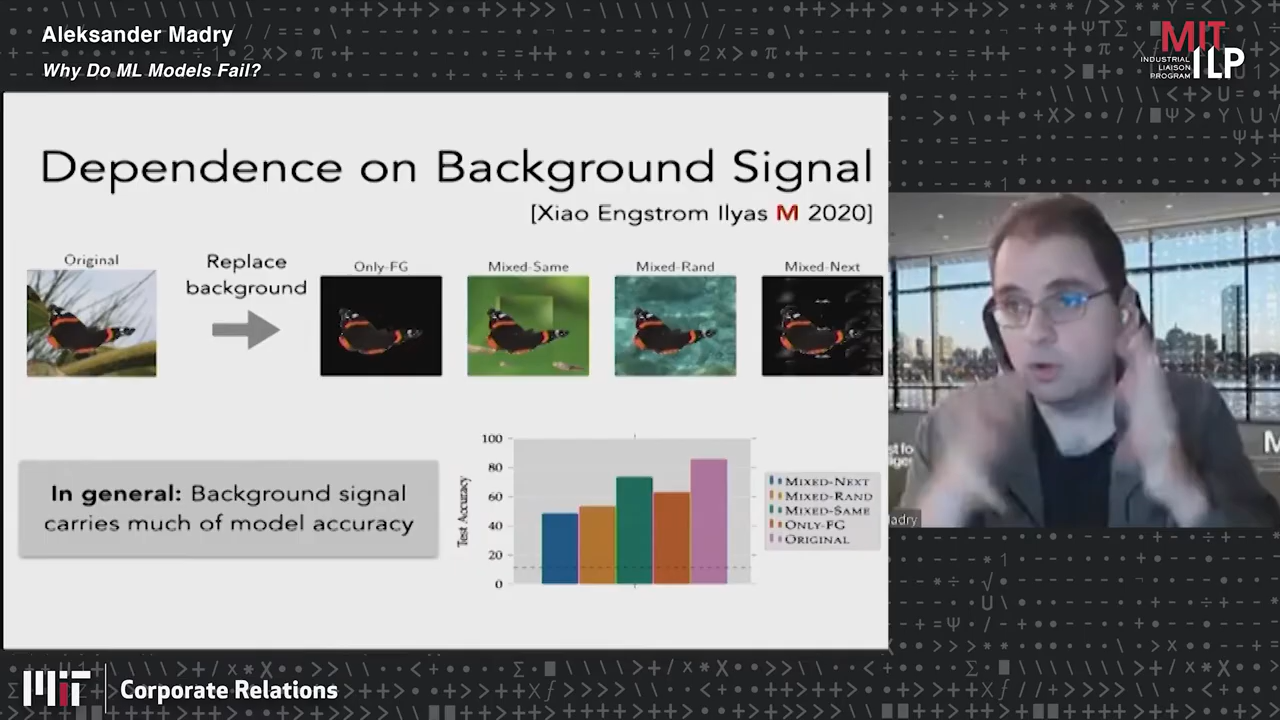 Aleksander Madry
Why Do ML Models Fail?
MIT
INDUSTRIAL
LIAISON
PROGRAM
ILP
Dependence on Background Signal
[Xiao Engstrom Ilyas M 2020]
Original
Replace
background
Only-FG
Mixed-Same
Mixed-Rand
Mixed-Next
In general: Background signal
carries much of model accuracy
Test Accuracy
100
80
60
40
20
0
MIXED-NEXT
MIXED-RAND
MIXED-SAME
ONLY-FG
ORIGINAL
MIT
Corporate Relations